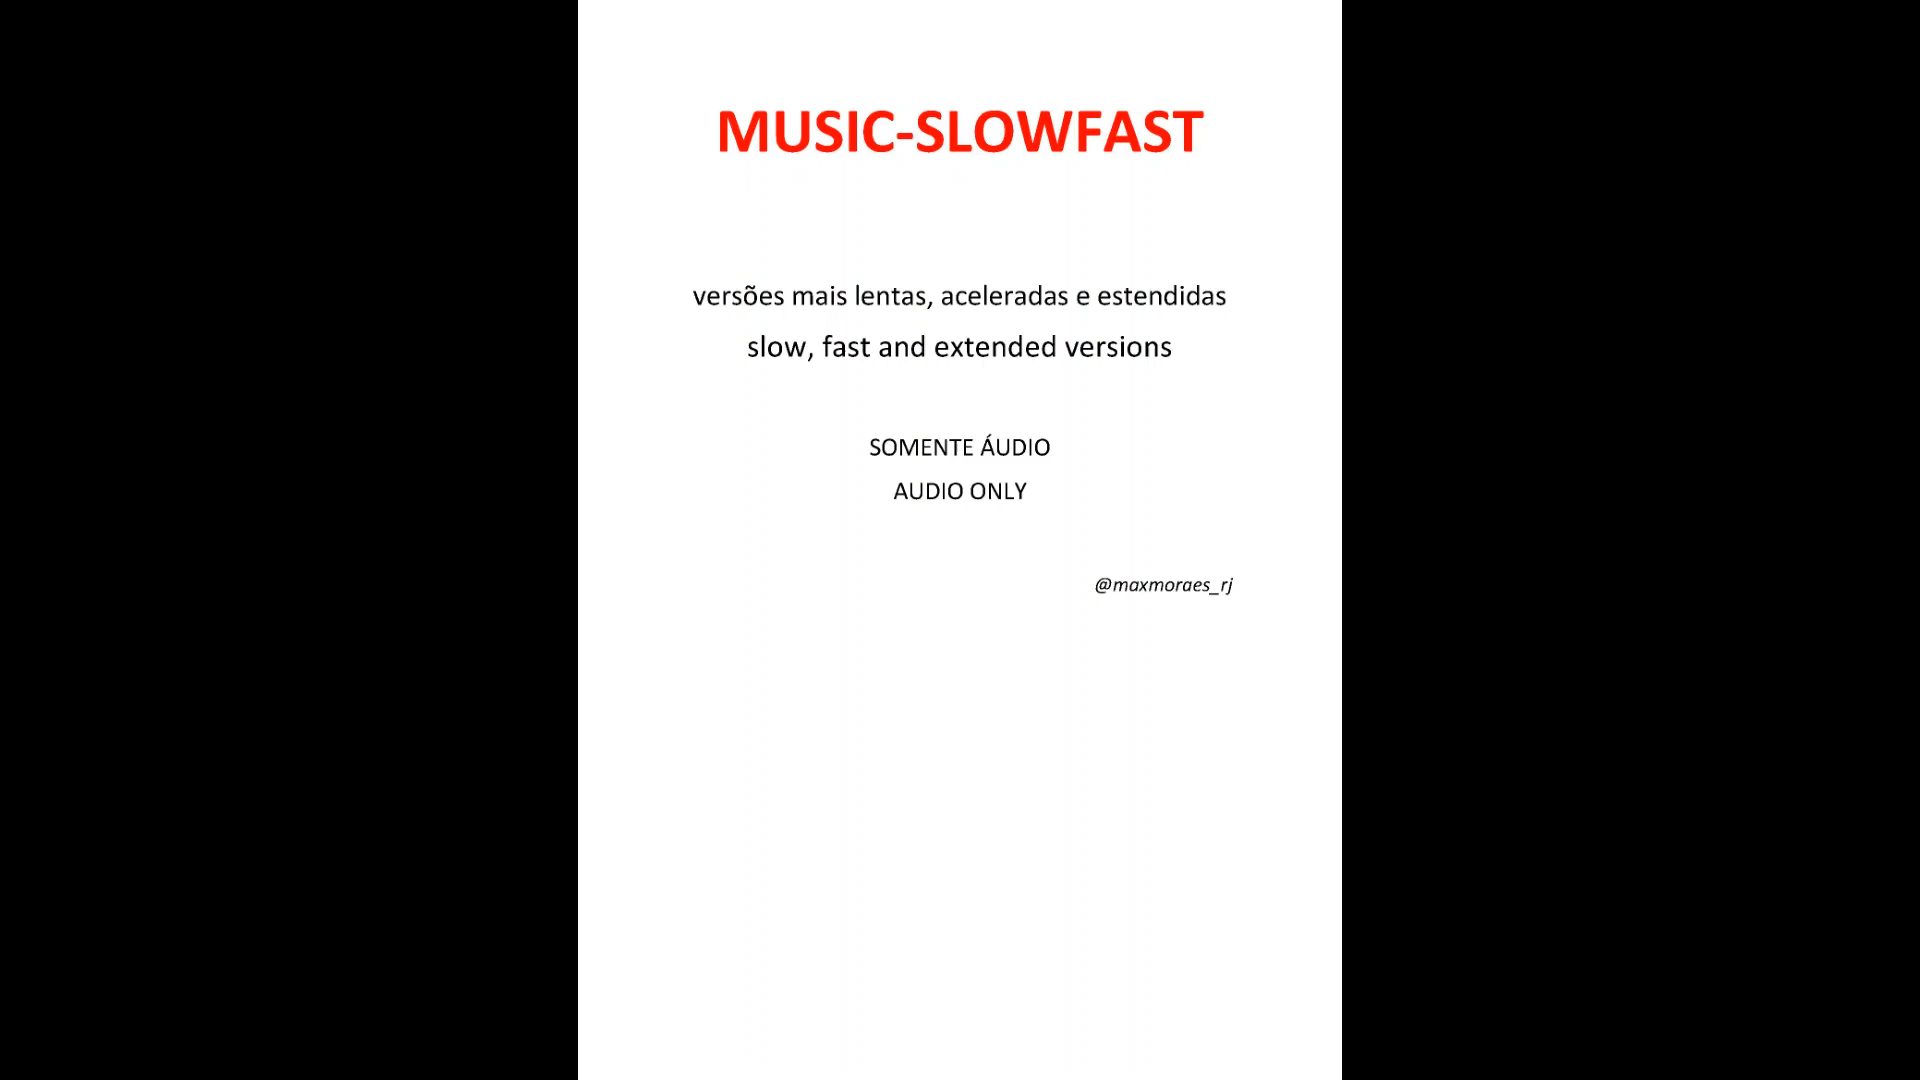 MUSIC-SLOWFAST
versões mais lentas, aceleradas e estendidas
slow, fast and extended versions
SOMENTE ÁUDIO
AUDIO ONLY
@maxmoraes_rj